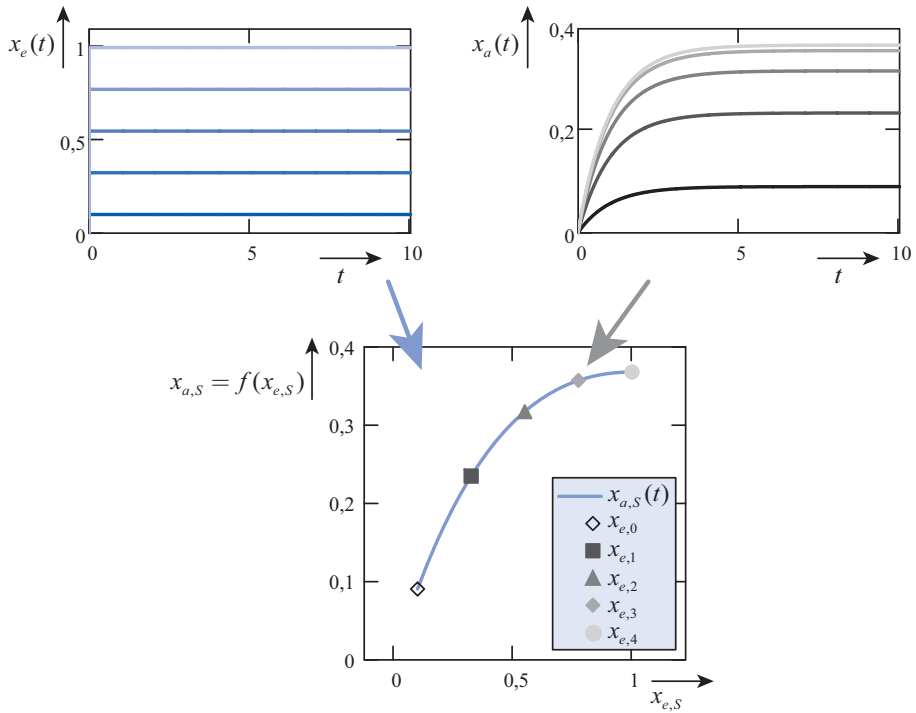 x_e(t)
1
0,5
0
0
5
10
t
x_a(t)
0,4
0,2
0
0
5
10
t
x_{a,S} = f(x_{e,S})
0,4
0,3
0,2
0,1
0
0
0,5
1
x_{e,S}
x_{a,S}(t)
x_{e,0}
x_{e,1}
x_{e,2}
x_{e,3}
x_{e,4}